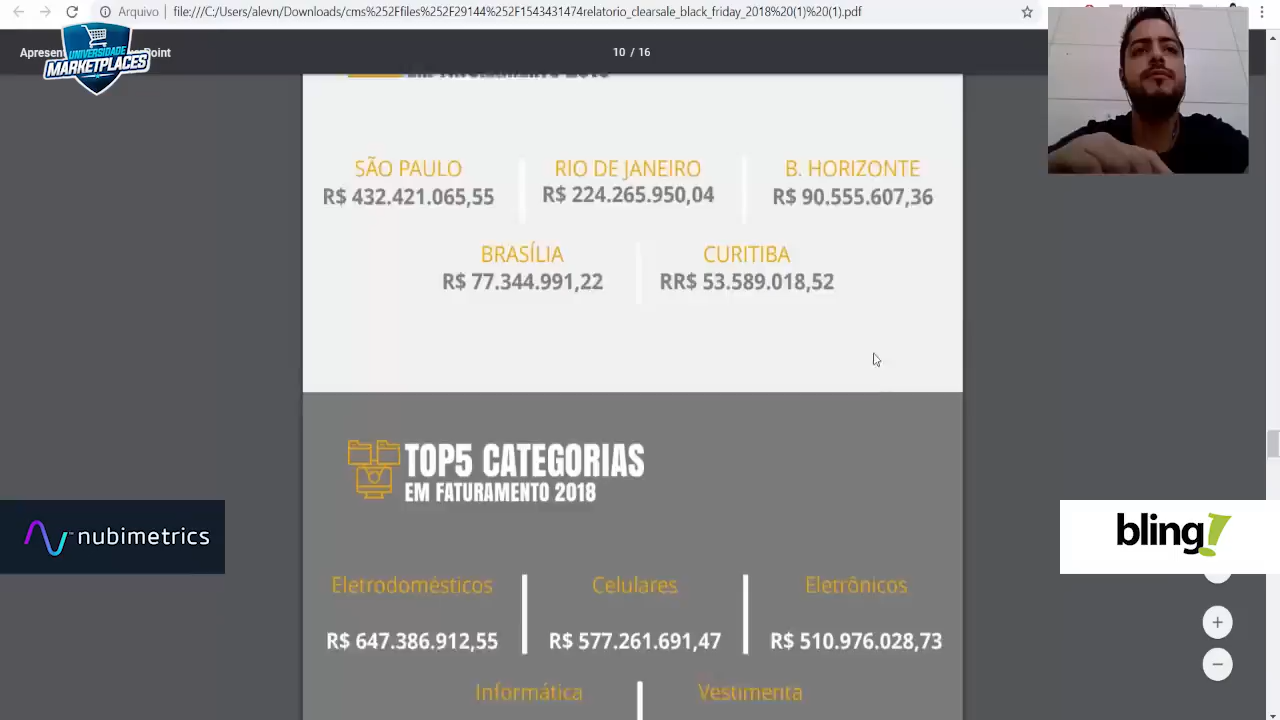 Arquivo | file:///C:/Users/alevn/Downloads/cms%252Ffiles%252F29144%252F1543431474relatorio_clearsale_black_friday_2018%20(1)%20(1).pdf
Apresen
Point
10 / 16
UNIVERSIDADE
MARKETPLACES
SÃO PAULO
R$ 432.421.065,55
RIO DE JANEIRO
R$ 224.265.950,04
B. HORIZONTE
R$ 90.555.607,36
BRASÍLIA
R$ 77.344.991,22
CURITIBA
RR$ 53.589.018,52
TOP5 CATEGORIAS
EM FATURAMENTO 2018
nubimetrics
bling!
Eletrodomésticos
R$ 647.386.912,55
Celulares
R$ 577.261.691,47
Eletrônicos
R$ 510.976.028,73
Informática
Vestimenta